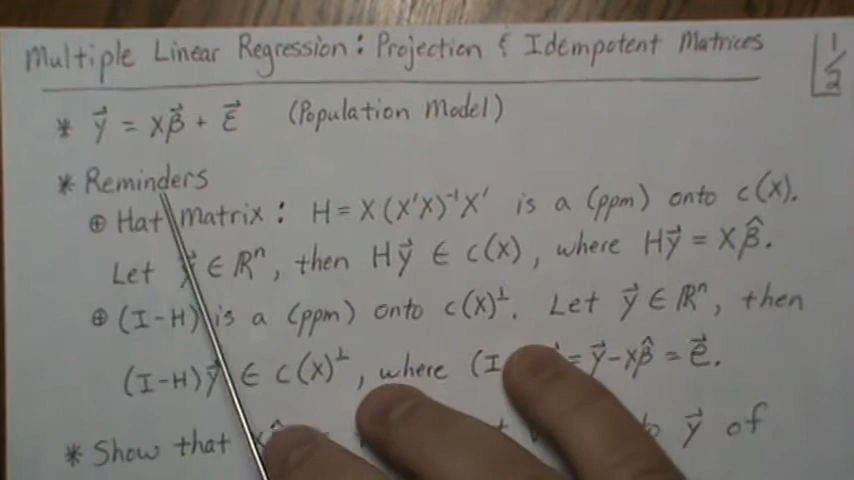 Multiple Linear Regression: Projection & Idempotent Matrices
1/2
* y⃗ = Xβ⃗ + ε⃗ (Population Model)
* Reminders
⊕ Hat Matrix: H = X(X'X)⁻¹X' is a (ppm) onto c(X).
Let y⃗ ∈ ℝⁿ, then Hy⃗ ∈ c(X), where Hy⃗ = Xβ̂.
⊕ (I-H) is a (ppm) onto c(X)⊥. Let y⃗ ∈ ℝⁿ, then
(I-H)y⃗ ∈ c(X)⊥, where (I = y⃗-Xβ̂ = e⃗.
* Show that y⃗ of